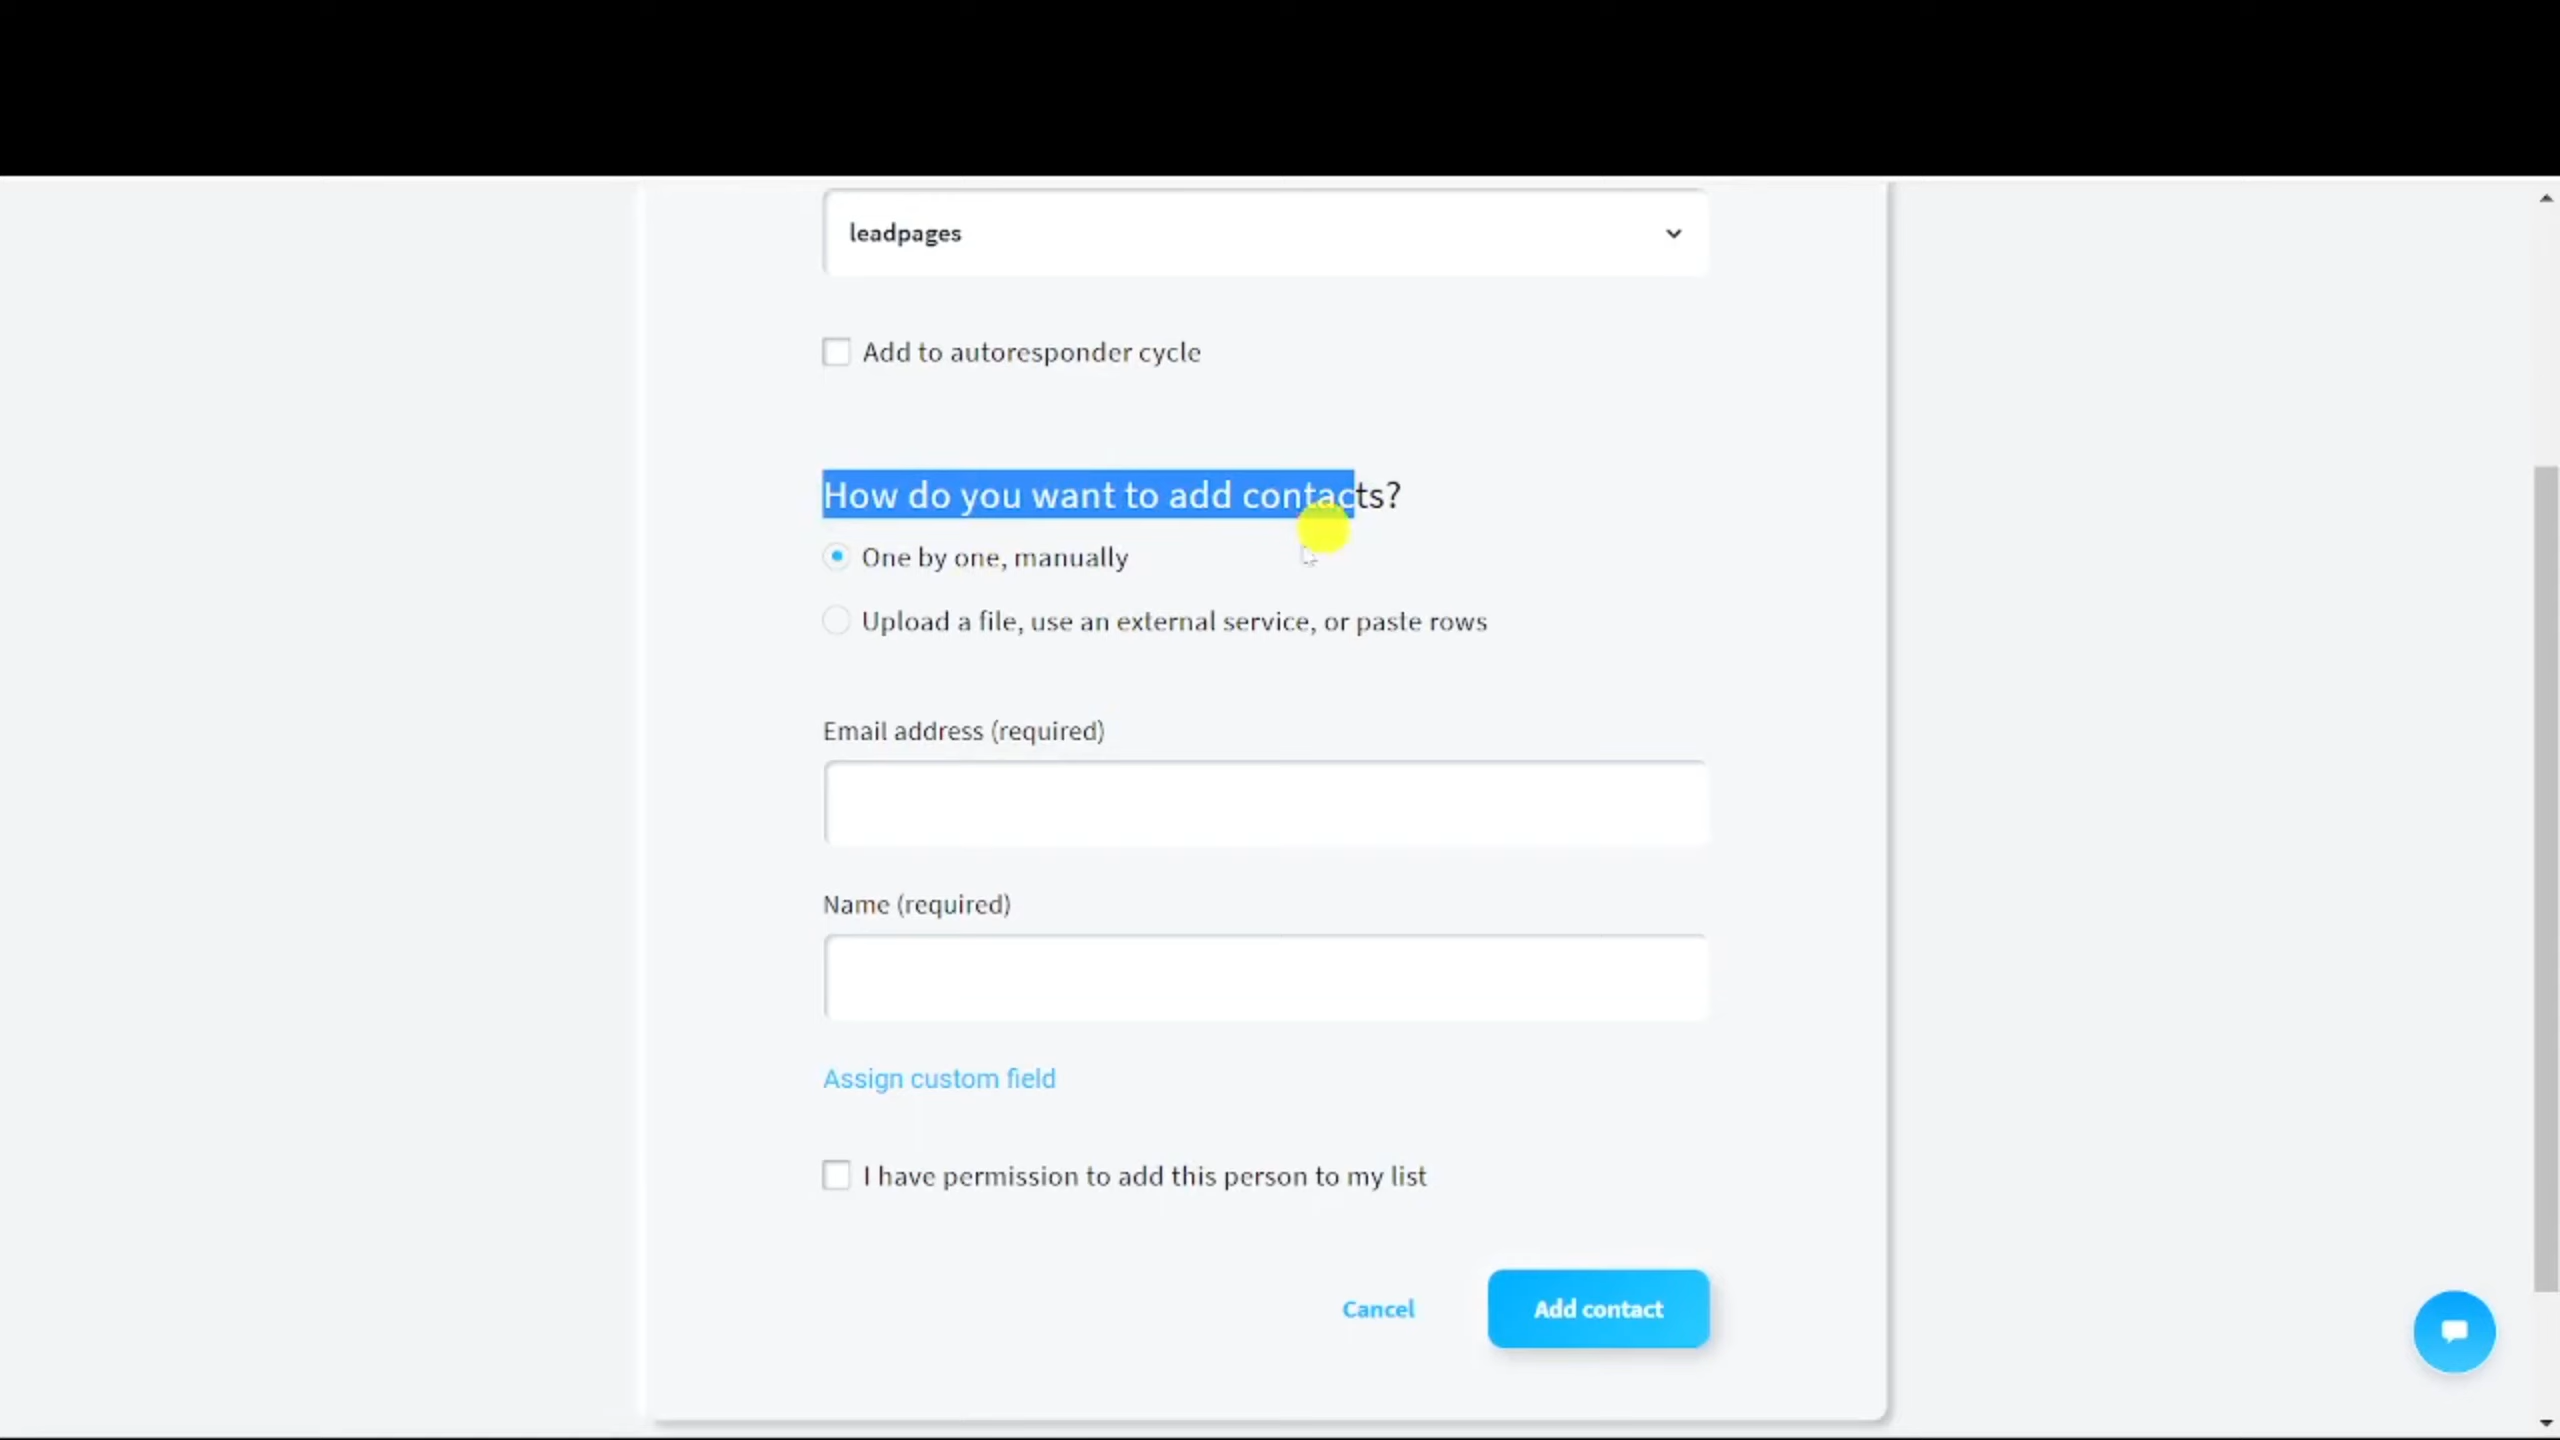 leadpages
Add to autoresponder cycle
How do you want to add contacts?
One by one, manually
Upload a file, use an external service, or paste rows
Email address (required)
Name (required)
Assign custom field
I have permission to add this person to my list
Cancel
Add contact